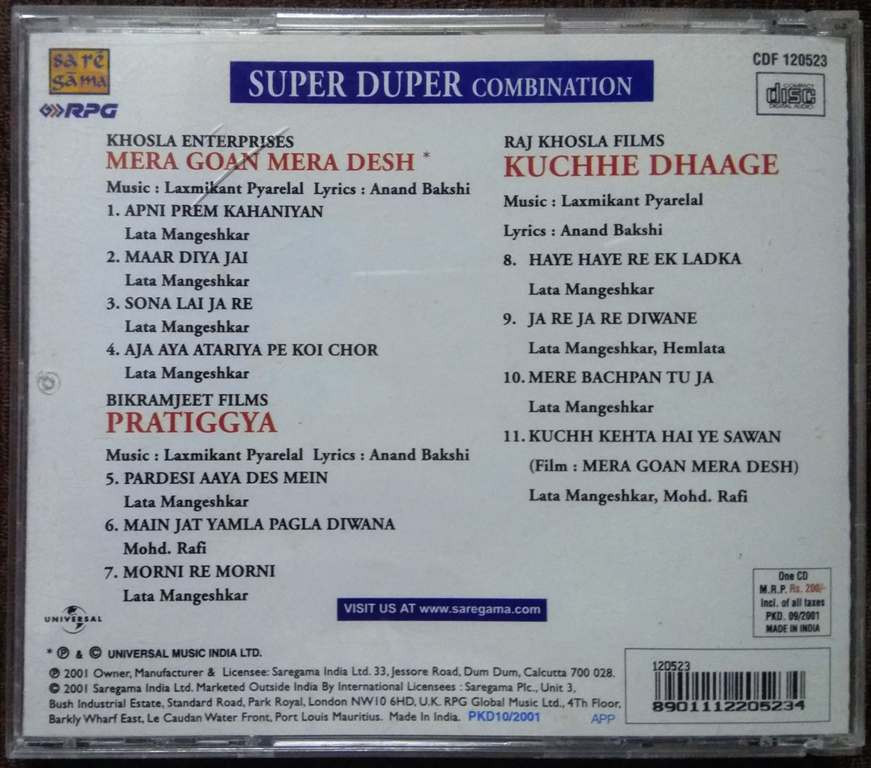 sa rē
gāma
RPG
SUPER DUPER COMBINATION
CDF 120523
COMPACT
disc
DIGITAL AUDIO
KHOSLA ENTERPRISES
MERA GOAN MERA DESH *
Music : Laxmikant Pyarelal Lyrics : Anand Bakshi
1. APNI PREM KAHANIYAN
Lata Mangeshkar
2. MAAR DIYA JAI
Lata Mangeshkar
3. SONA LAI JA RE
Lata Mangeshkar
4. AJA AYA ATARIYA PE KOI CHOR
Lata Mangeshkar
BIKRAMJEET FILMS
PRATIGGYA
Music : Laxmikant Pyarelal Lyrics : Anand Bakshi
5. PARDESI AAYA DES MEIN
Lata Mangeshkar
6. MAIN JAT YAMLA PAGLA DIWANA
Mohd. Rafi
7. MORNI RE MORNI
Lata Mangeshkar
RAJ KHOSLA FILMS
KUCHHE DHAAGE
Music : Laxmikant Pyarelal
Lyrics : Anand Bakshi
8. HAYE HAYE RE EK LADKA
Lata Mangeshkar
9. JA RE JA RE DIWANE
Lata Mangeshkar, Hemlata
10. MERE BACHPAN TU JA
Lata Mangeshkar
11. KUCHH KEHTA HAI YE SAWAN
(Film : MERA GOAN MERA DESH)
Lata Mangeshkar, Mohd. Rafi
One CD
M.R.P. Rs. 200/-
Incl. of all taxes
PKD. 09/2001
MADE IN INDIA
VISIT US AT www.saregama.com
UNIVERSAL
* ℗ & © UNIVERSAL MUSIC INDIA LTD.
℗ 2001 Owner, Manufacturer & Licensee: Saregama India Ltd. 33, Jessore Road, Dum Dum, Calcutta 700 028.
© 2001 Saregama India Ltd. Marketed Outside India By International Licensees : Saregama Plc., Unit 3,
Bush Industrial Estate, Standard Road, Park Royal, London NW10 6HD, U.K. RPG Global Music Ltd., 4Th Floor,
Barkly Wharf East, Le Caudan Water Front, Port Louis Mauritius. Made In India. PKD10/2001 APP
120523
8901112205234